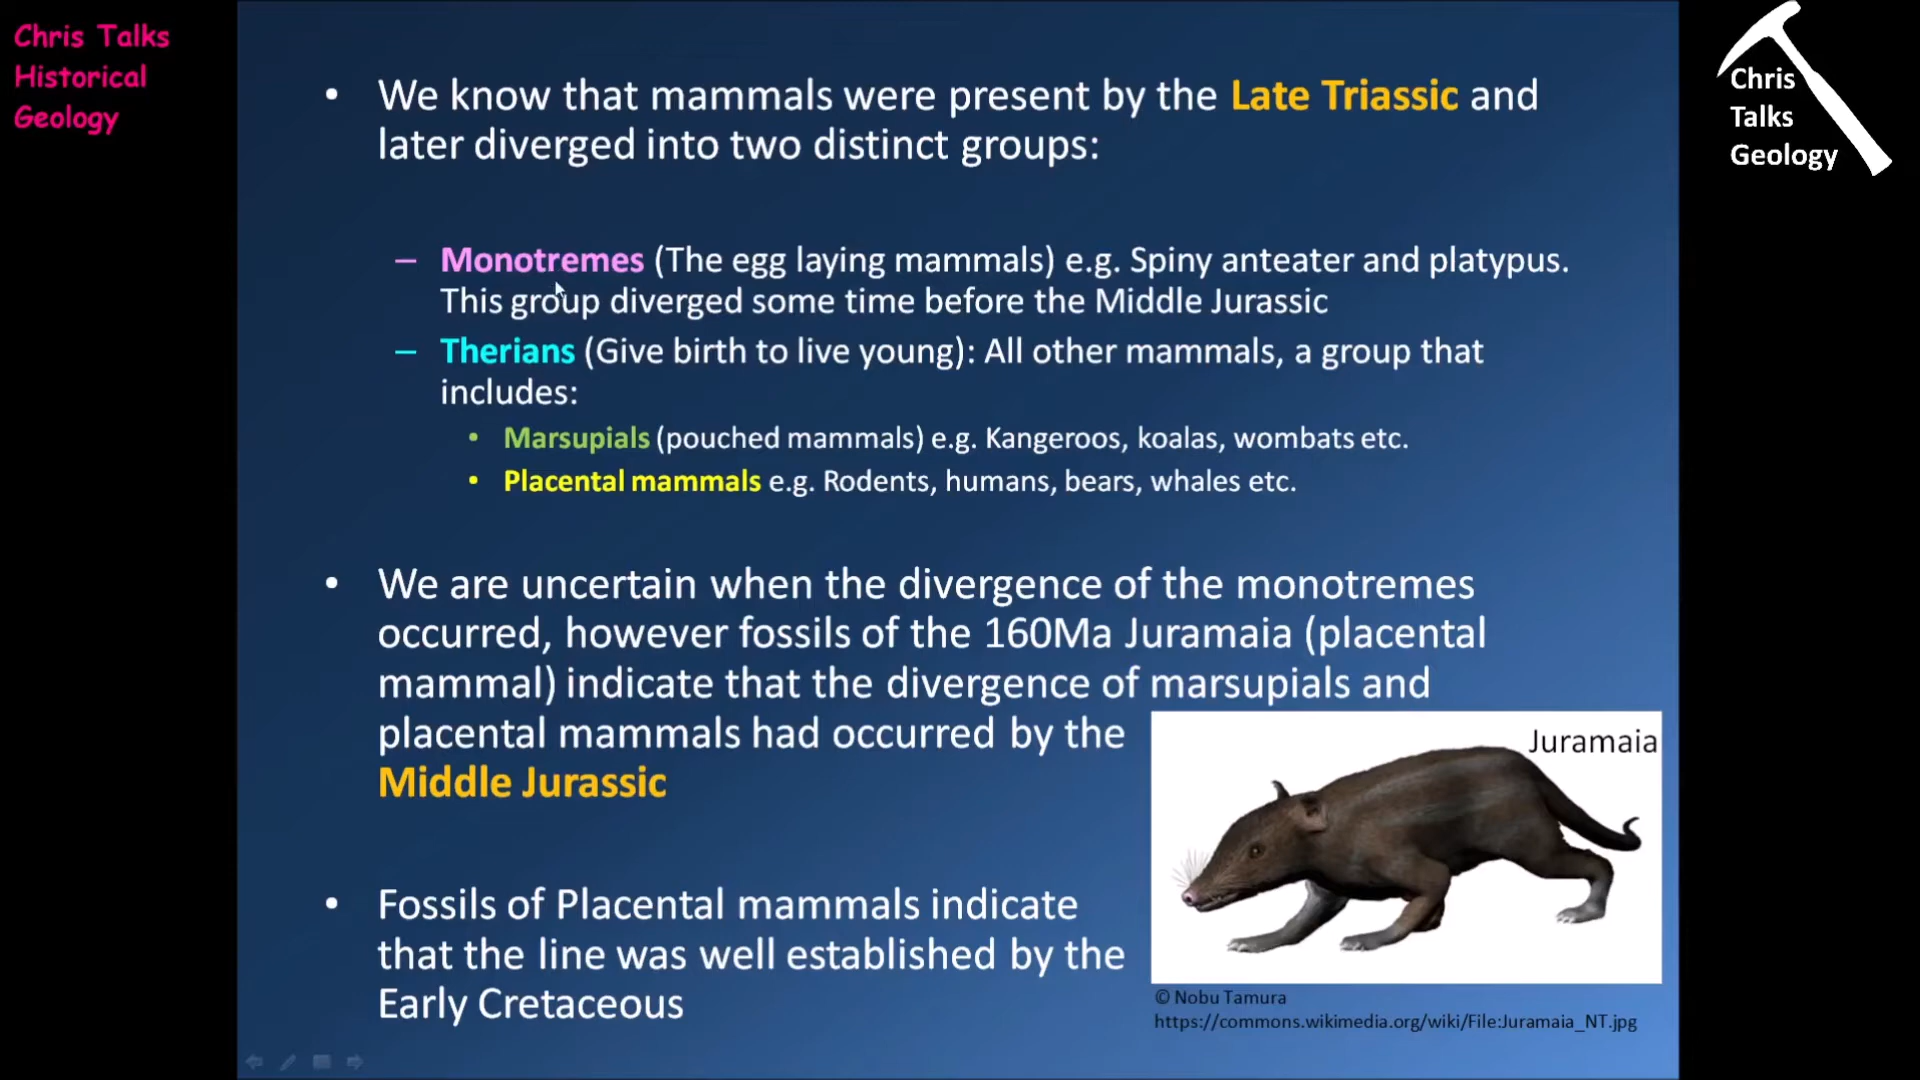 Chris Talks
Historical
Geology
Chris
Talks
Geology
• We know that mammals were present by the Late Triassic and
later diverged into two distinct groups:
– Monotremes (The egg laying mammals) e.g. Spiny anteater and platypus.
This group diverged some time before the Middle Jurassic
– Therians (Give birth to live young): All other mammals, a group that
includes:
• Marsupials (pouched mammals) e.g. Kangeroos, koalas, wombats etc.
• Placental mammals e.g. Rodents, humans, bears, whales etc.
• We are uncertain when the divergence of the monotremes
occurred, however fossils of the 160Ma Juramaia (placental
mammal) indicate that the divergence of marsupials and
placental mammals had occurred by the
Middle Jurassic
• Fossils of Placental mammals indicate
that the line was well established by the
Early Cretaceous
Juramaia
© Nobu Tamura
https://commons.wikimedia.org/wiki/File:Juramaia_NT.jpg